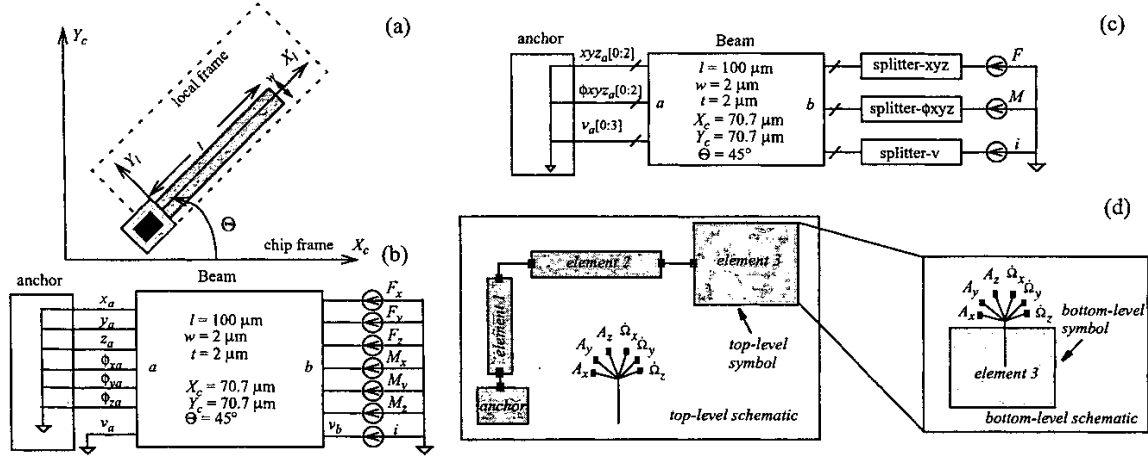 Y_c
(a)
X_l
local frame
w
l
Y_l
Θ
chip frame
X_c
(b)
anchor
Beam
x_a
y_a
z_a
ϕ_xa
ϕ_ya
ϕ_za
v_a
a
l = 100 μm
w = 2 μm
t = 2 μm
X_c = 70.7 μm
Y_c = 70.7 μm
Θ = 45°
b
v_b
F_x
F_y
F_z
M_x
M_y
M_z
i
(c)
anchor
Beam
xyz_a[0:2]
ϕxyz_a[0:2]
v_a[0:3]
a
l = 100 μm
w = 2 μm
t = 2 μm
X_c = 70.7 μm
Y_c = 70.7 μm
Θ = 45°
b
splitter-xyz
F
splitter-ϕxyz
M
splitter-v
i
(d)
element 2
element 3
element 1
anchor
A_x
A_y
A_z
Ω̇_x
Ω̇_y
Ω̇_z
top-level symbol
top-level schematic
A_x
A_y
A_z
Ω̇_x
Ω̇_y
Ω̇_z
bottom-level symbol
element 3
bottom-level schematic